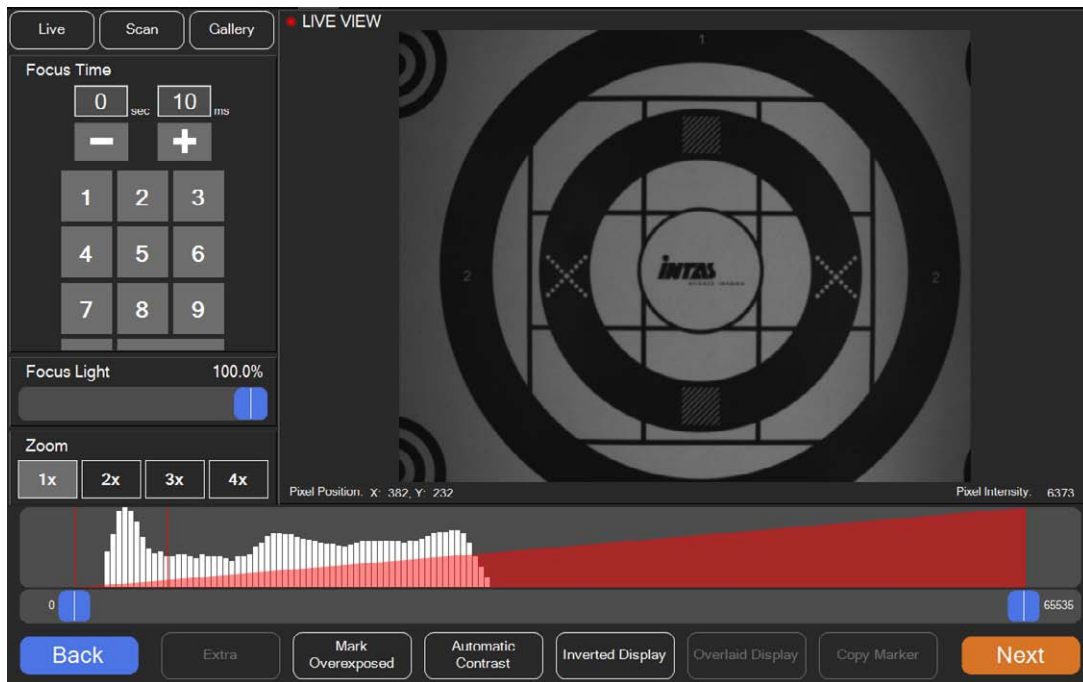 Live Scan Gallery
LIVE VIEW
Focus Time
0 sec 10 ms
1 2 3
4 5 6
7 8 9
Focus Light 100.0%
Zoom
1x 2x 3x 4x
1
2 2
INTAS
Pixel Position. X: 382, Y: 232
Pixel Intensity. 6373
0 65535
Back
Extra
Mark
Overexposed
Automatic
Contrast
Inverted Display
Overlaid Display
Copy Marker
Next